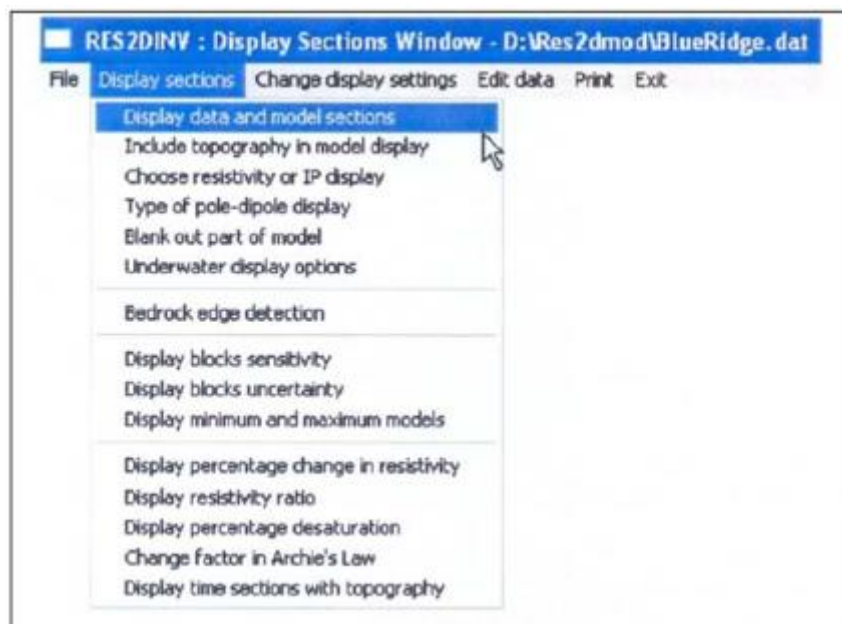 RES2DINV : Display Sections Window - D:\Res2dmod\BlueRidge.dat
File Display sections Change display settings Edit data Print Exit
Display data and model sections
Include topography in model display
Choose resistivity or IP display
Type of pole-dipole display
Blank out part of model
Underwater display options
Bedrock edge detection
Display blocks sensitivity
Display blocks uncertainty
Display minimum and maximum models
Display percentage change in resistivity
Display resistivity ratio
Display percentage desaturation
Change factor in Archie's Law
Display time sections with topography